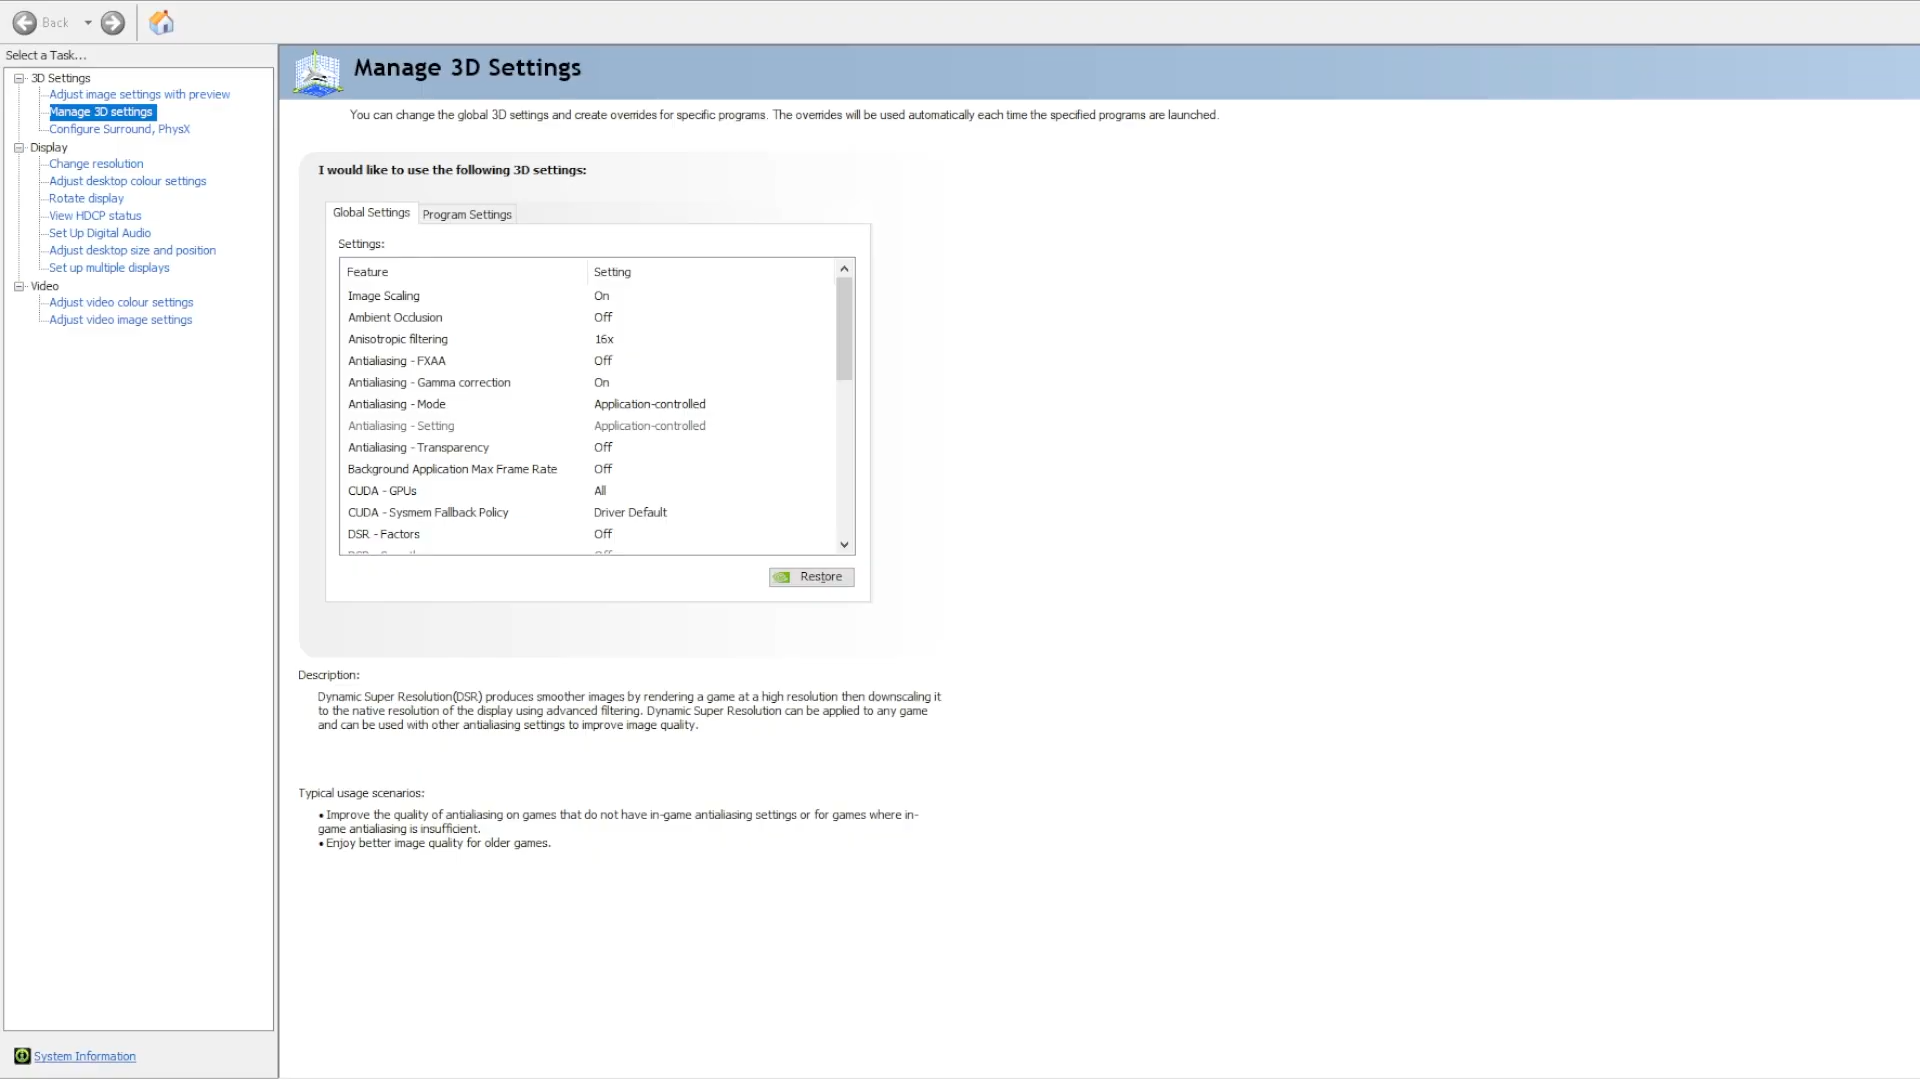 Back
Select a Task...
3D Settings
Adjust image settings with preview
Manage 3D settings
Configure Surround, PhysX
Display
Change resolution
Adjust desktop colour settings
Rotate display
View HDCP status
Set Up Digital Audio
Adjust desktop size and position
Set up multiple displays
Video
Adjust video colour settings
Adjust video image settings
System Information
Manage 3D Settings
You can change the global 3D settings and create overrides for specific programs. The overrides will be used automatically each time the specified programs are launched.
I would like to use the following 3D settings:
Global Settings Program Settings
Settings:
Feature Setting
Image Scaling On
Ambient Occlusion Off
Anisotropic filtering 16x
Antialiasing - FXAA Off
Antialiasing - Gamma correction On
Antialiasing - Mode Application-controlled
Antialiasing - Setting Application-controlled
Antialiasing - Transparency Off
Background Application Max Frame Rate Off
CUDA - GPUs All
CUDA - Sysmem Fallback Policy Driver Default
DSR - Factors Off
Restore
Description:
Dynamic Super Resolution(DSR) produces smoother images by rendering a game at a high resolution then downscaling it
to the native resolution of the display using advanced filtering. Dynamic Super Resolution can be applied to any game
and can be used with other antialiasing settings to improve image quality.
Typical usage scenarios:
• Improve the quality of antialiasing on games that do not have in-game antialiasing settings or for games where in-
game antialiasing is insufficient.
• Enjoy better image quality for older games.